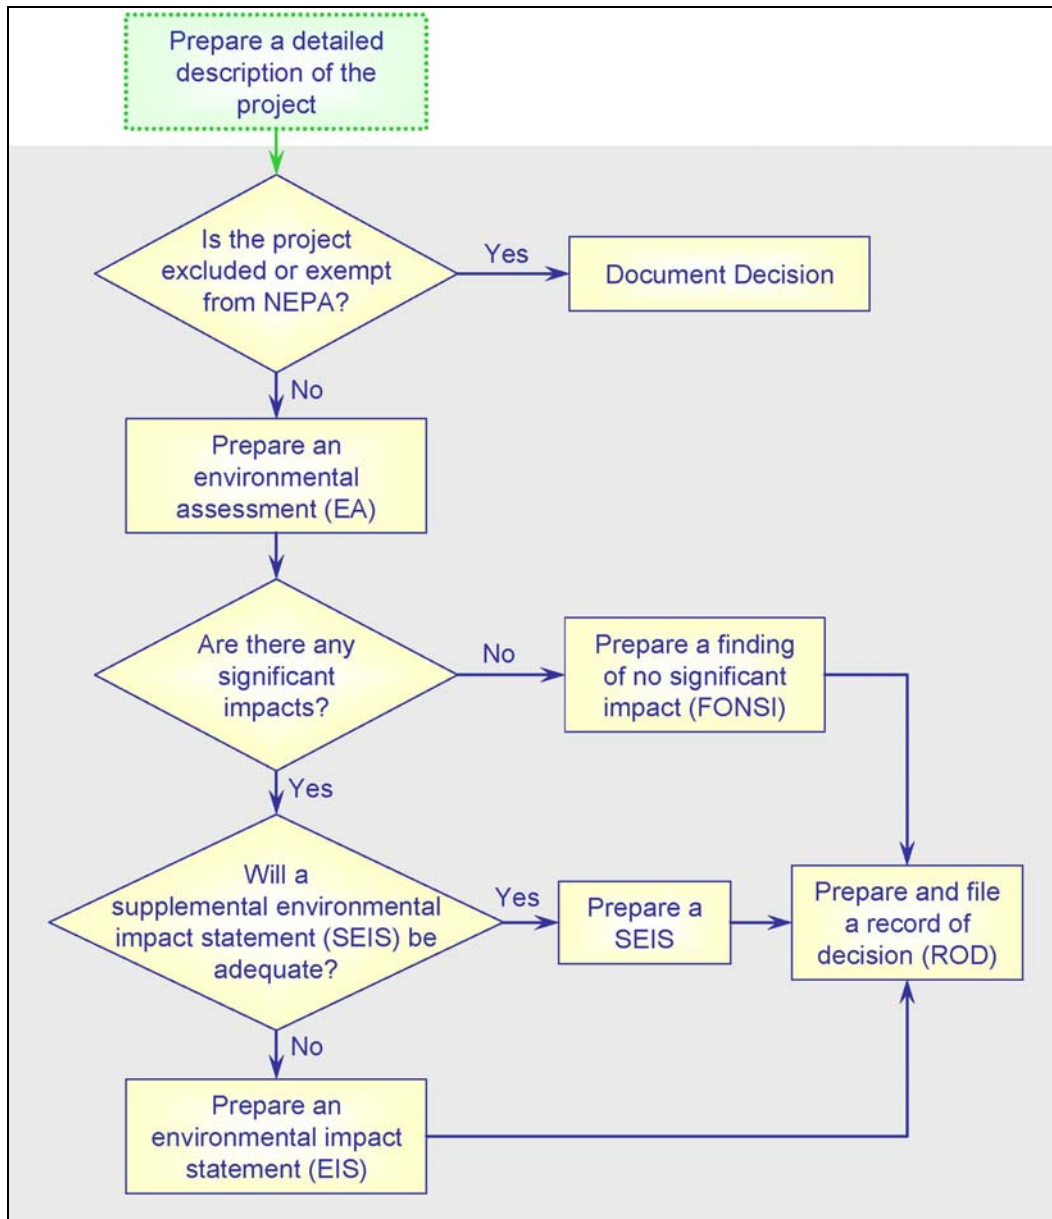 Prepare a detailed
description of the
project
Is the project
excluded or exempt
from NEPA?
Yes
Document Decision
No
Prepare an
environmental
assessment (EA)
Are there any
significant
impacts?
No
Prepare a finding
of no significant
impact (FONSI)
Yes
Will a
supplemental environmental
impact statement (SEIS) be
adequate?
Yes
Prepare a
SEIS
Prepare and file
a record of
decision (ROD)
No
Prepare an
environmental impact
statement (EIS)